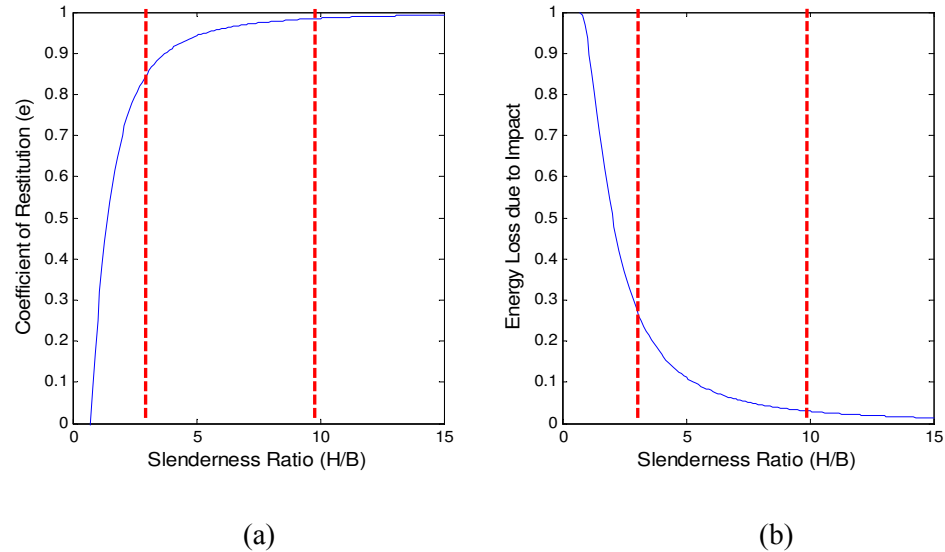 1
0.9
0.8
0.7
0.6
0.5
0.4
0.3
0.2
0.1
0
Coefficient of Restitution (e)
0 5 10 15
Slenderness Ratio (H/B)
(a)
1
0.9
0.8
0.7
0.6
0.5
0.4
0.3
0.2
0.1
0
Energy Loss due to Impact
0 5 10 15
Slenderness Ratio (H/B)
(b)